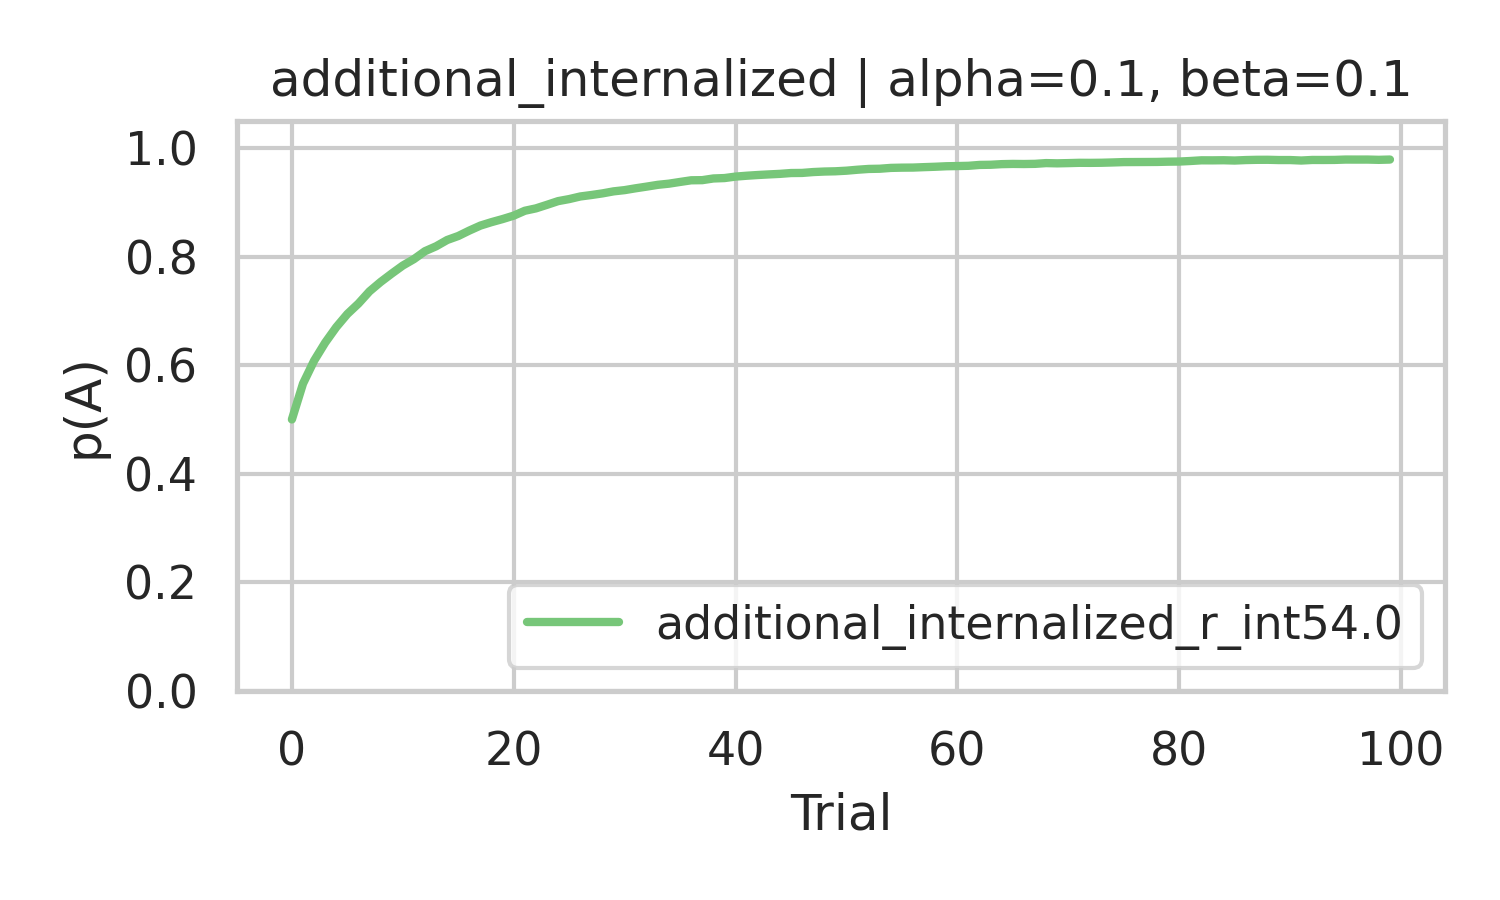 additional_internalized | alpha=0.1, beta=0.1
1.0
0.8
0.6
0.4
0.2
0.0
p(A)
additional_internalized_r_int54.0
0 20 40 60 80 100
Trial